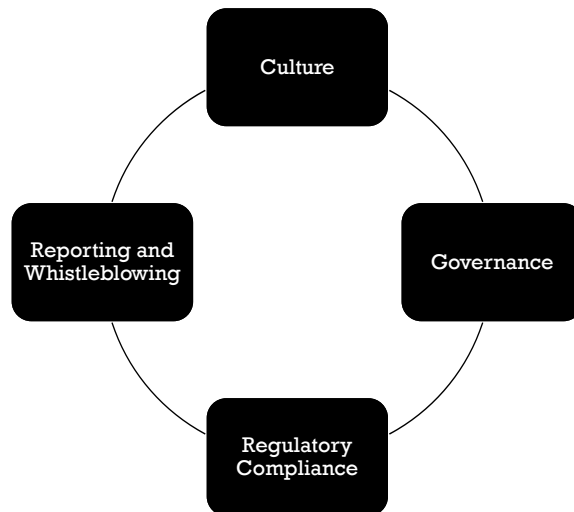 Culture
Governance
Regulatory
Compliance
Reporting and
Whistleblowing